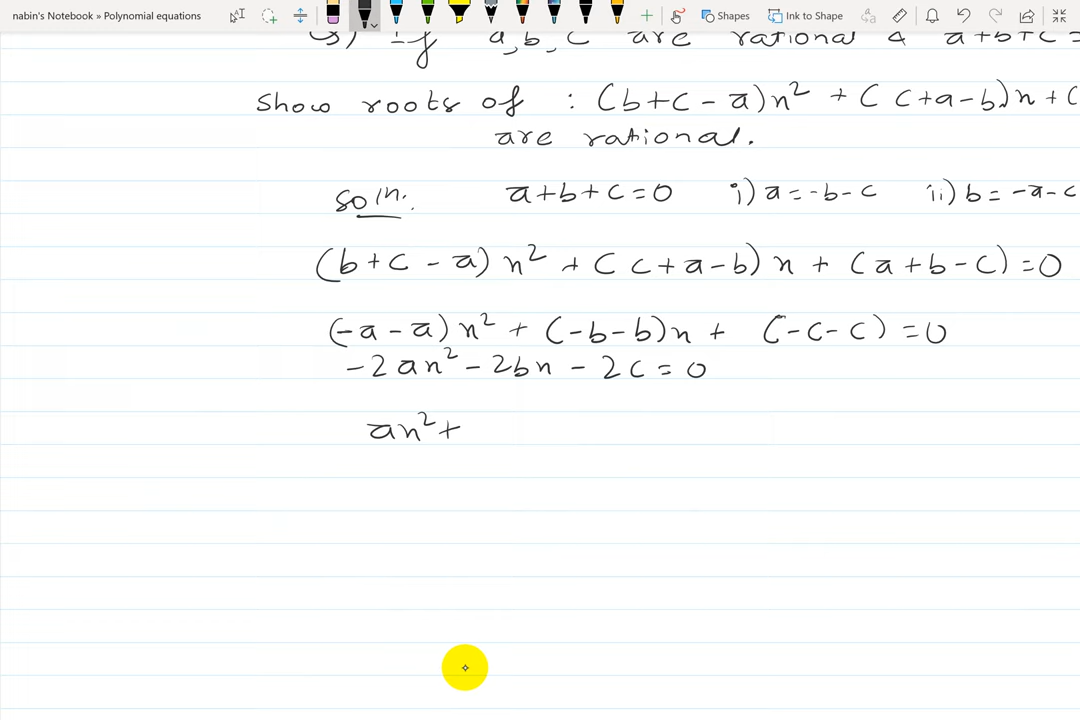 nabin's Notebook » Polynomial equations
Shapes
Ink to Shape
If a, b, c are rational & a+b+c =
Show roots of : (b+c-a)n² + (c+a-b)n + (
are rational.
Soln. a+b+c=0 i) a=-b-c ii) b=-a-c
(b+c-a)n² + (c+a-b)n + (a+b-c)=0
(-a-a)n² + (-b-b)n + (-c-c)=0
-2an²-2bn-2c=0
an²+